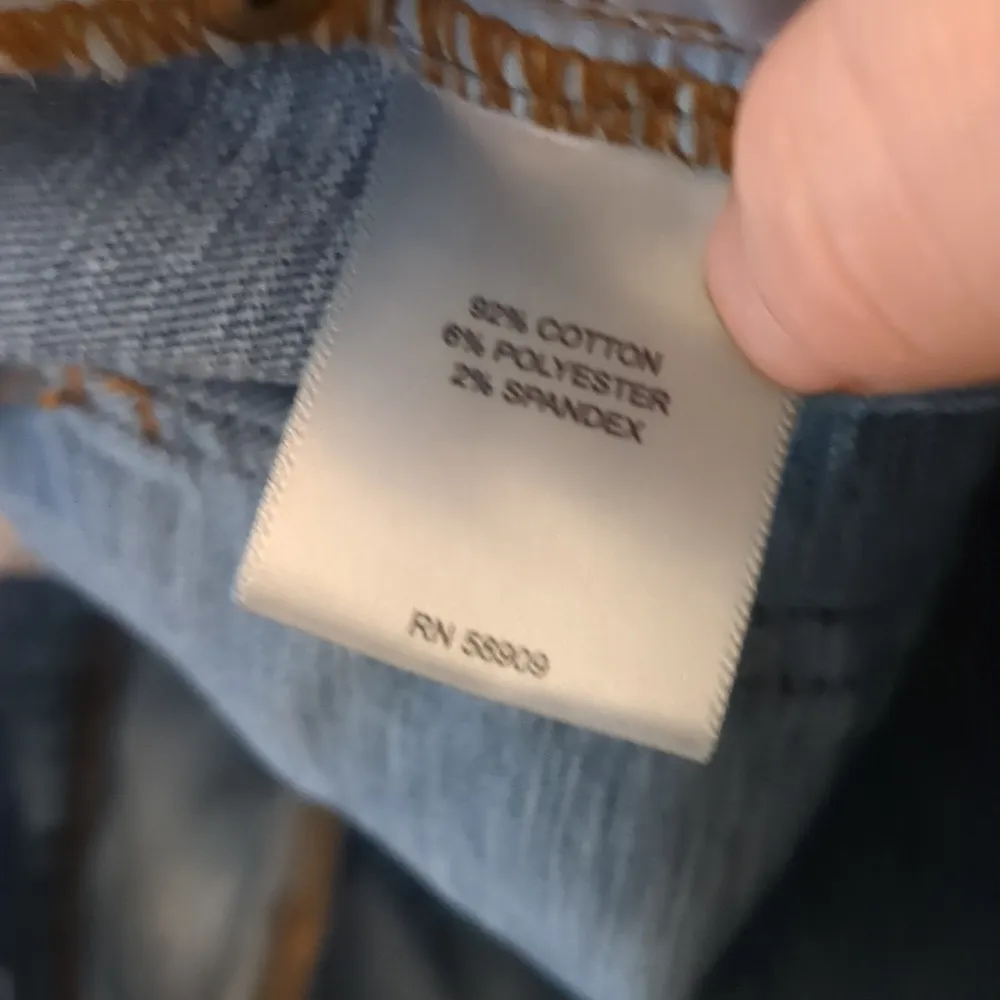 92% COTTON
6% POLYESTER
2% SPANDEX
RN 58909